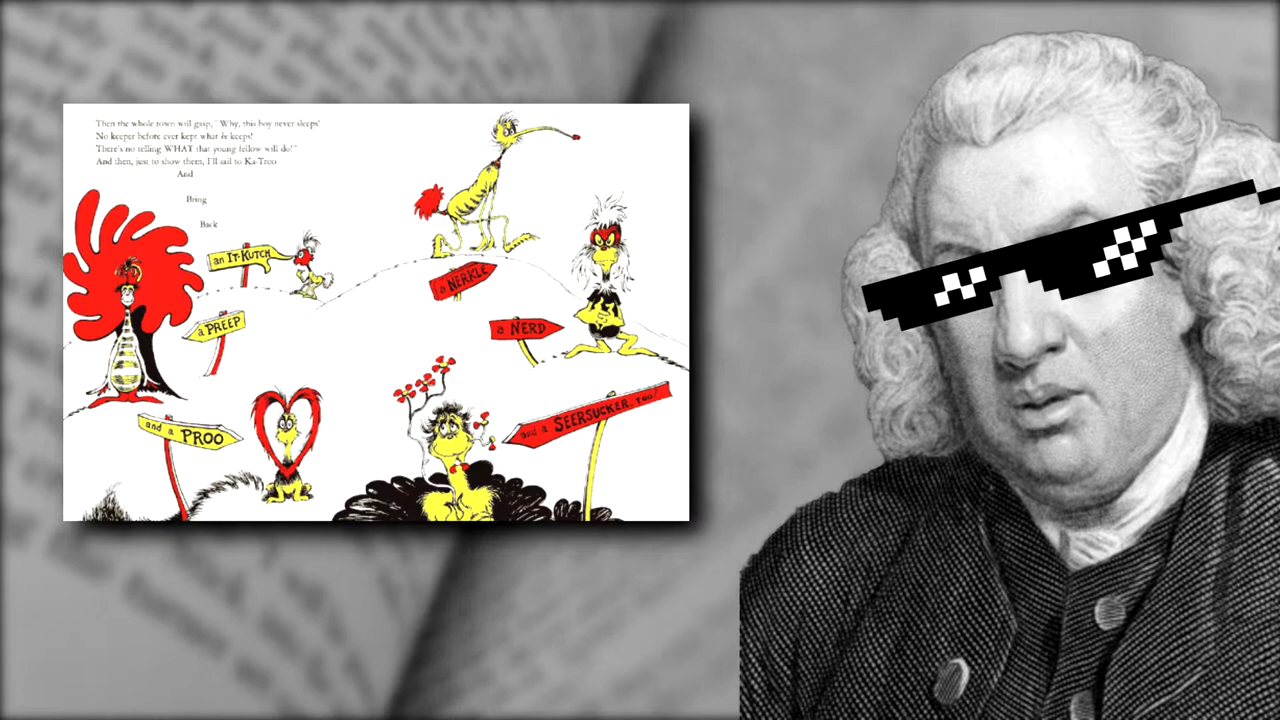 Then the whole town will gasp, "Why, this boy never sleeps!
No keeper before ever kept what he keeps!
There's no telling WHAT that young fellow will do!"
And then, just to show them, I'll sail to Ka-Troo
And
Bring
Back
an IT-KUTCH
a PREEP
a NERKLE
a NERD
and a PROO
and a SEERSUCKER, too!